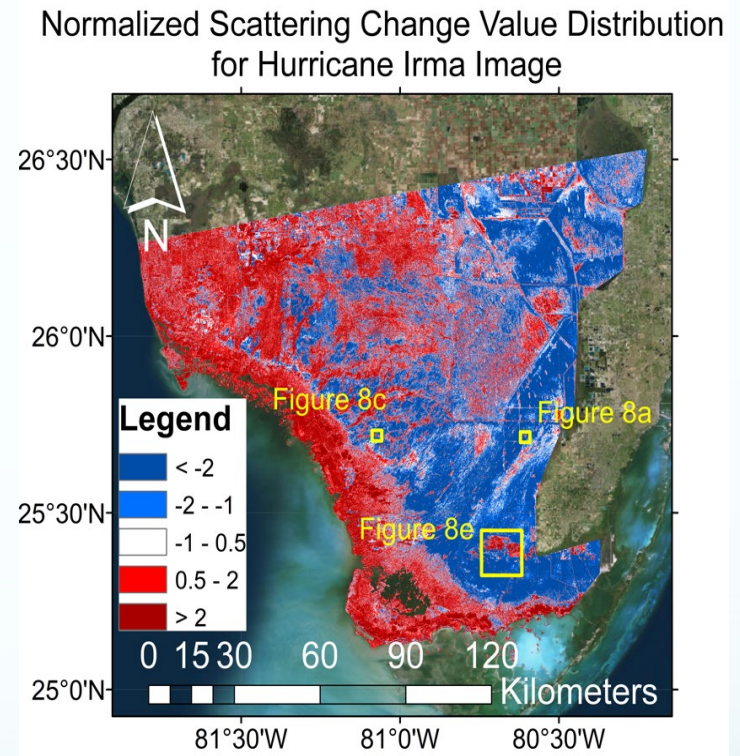 Normalized Scattering Change Value Distribution
for Hurricane Irma Image
26°30'N
N
26°0'N
Figure 8c
Figure 8a
Legend
< -2
-2 - -1
-1 - 0.5
0.5 - 2
> 2
25°30'N
Figure 8e
0 15 30 60 90 120
Kilometers
25°0'N
81°30'W 81°0'W 80°30'W